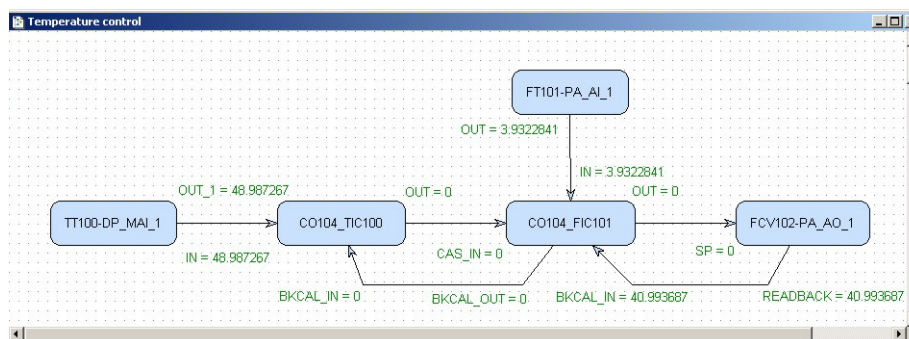 Temperature control
FT101-PA_AI_1
OUT = 3.9322841
IN = 3.9322841
OUT_1 = 48.987267
OUT = 0
OUT = 0
TT100-DP_MAI_1
CO104_TIC100
CO104_FIC101
FCV102-PA_AO_1
IN = 48.987267
CAS_IN = 0
SP = 0
BKCAL_IN = 0
BKCAL_OUT = 0
BKCAL_IN = 40.993687
READBACK = 40.993687